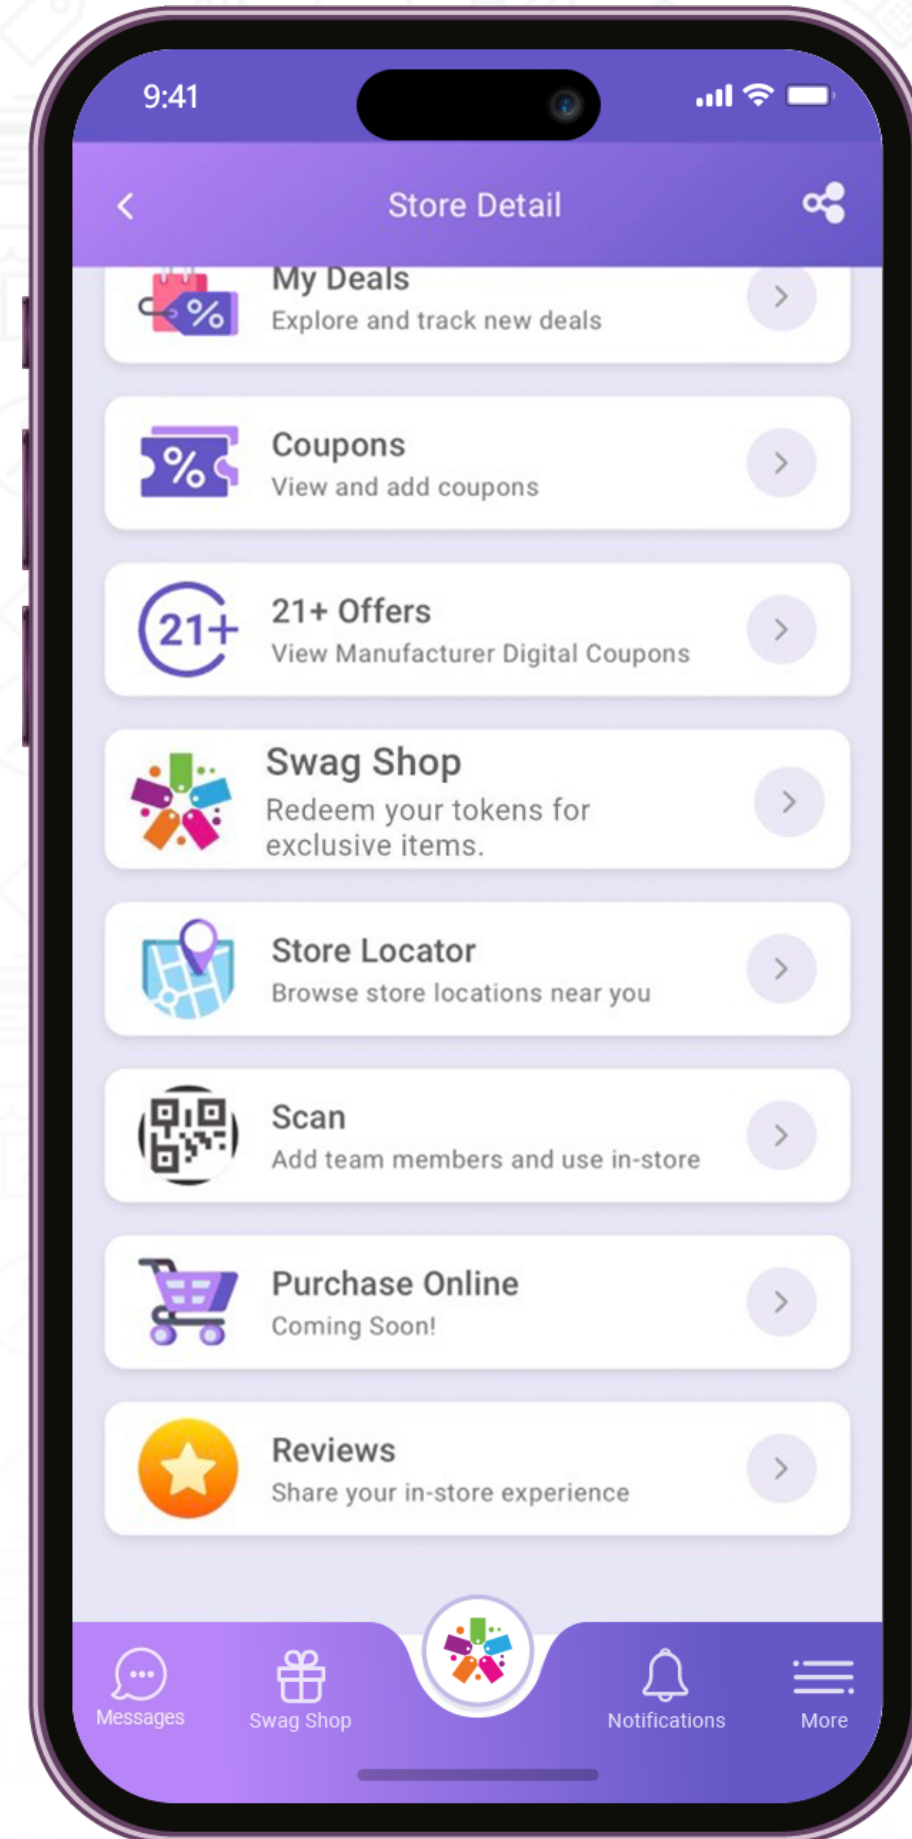 9:41
Store Detail
My Deals
Explore and track new deals
Coupons
View and add coupons
21+
21+ Offers
View Manufacturer Digital Coupons
Swag Shop
Redeem your tokens for
exclusive items.
Store Locator
Browse store locations near you
Scan
Add team members and use in-store
Purchase Online
Coming Soon!
Reviews
Share your in-store experience
Messages
Swag Shop
Notifications
More